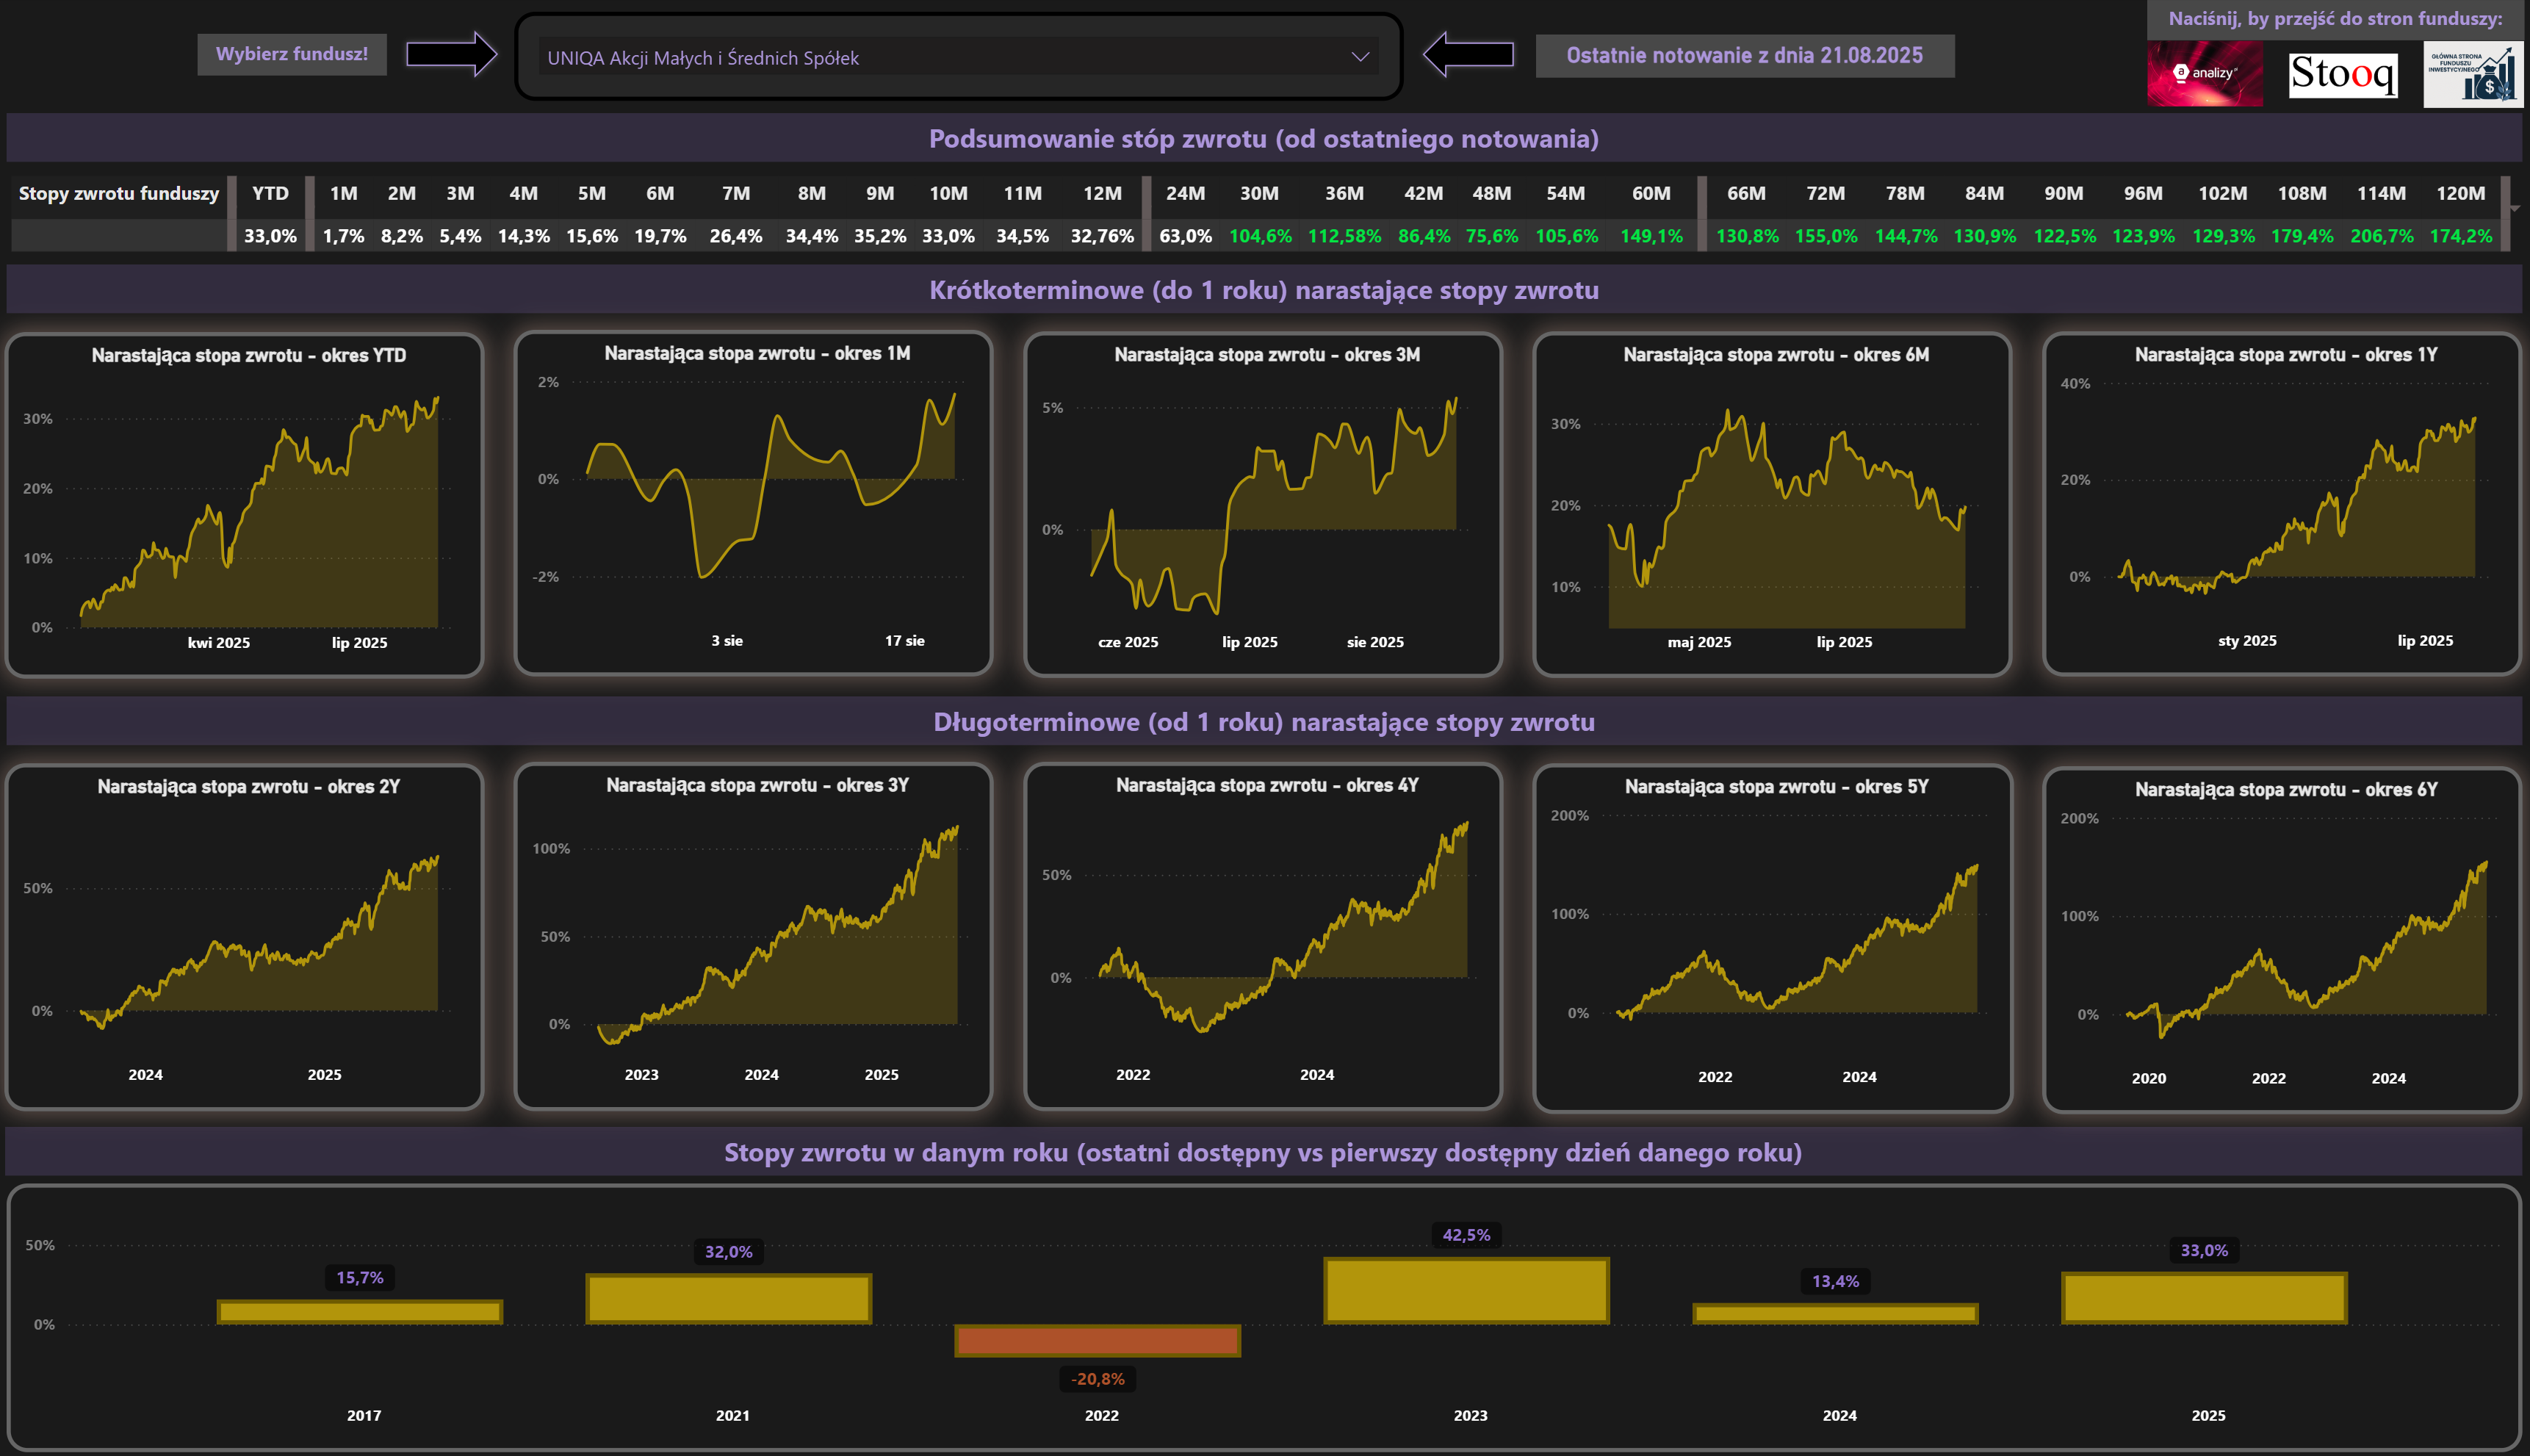 Wybierz fundusz!
UNIQA Akcji Małych i Średnich Spółek
Ostatnie notowanie z dnia 21.08.2025
Naciśnij, by przejść do stron funduszy:
analizy
Stooq
GŁÓWNA STRONA
FUNDUSZU
INWESTYCYJNEGO
$
Podsumowanie stóp zwrotu (od ostatniego notowania)
Stopy zwrotu funduszy YTD 1M 2M 3M 4M 5M 6M 7M 8M 9M 10M 11M 12M 24M 30M 36M 42M 48M 54M 60M 66M 72M 78M 84M 90M 96M 102M 108M 114M 120M
33,0% 1,7% 8,2% 5,4% 14,3% 15,6% 19,7% 26,4% 34,4% 35,2% 33,0% 34,5% 32,76% 63,0% 104,6% 112,58% 86,4% 75,6% 105,6% 149,1% 130,8% 155,0% 144,7% 130,9% 122,5% 123,9% 129,3% 179,4% 206,7% 174,2%
Krótkoterminowe (do 1 roku) narastające stopy zwrotu
Narastająca stopa zwrotu - okres YTD
30%
20%
10%
0%
kwi 2025 lip 2025
Narastająca stopa zwrotu - okres 1M
2%
0%
-2%
3 sie 17 sie
Narastająca stopa zwrotu - okres 3M
5%
0%
cze 2025 lip 2025 sie 2025
Narastająca stopa zwrotu - okres 6M
30%
20%
10%
maj 2025 lip 2025
Narastająca stopa zwrotu - okres 1Y
40%
20%
0%
sty 2025 lip 2025
Długoterminowe (od 1 roku) narastające stopy zwrotu
Narastająca stopa zwrotu - okres 2Y
50%
0%
2024 2025
Narastająca stopa zwrotu - okres 3Y
100%
50%
0%
2023 2024 2025
Narastająca stopa zwrotu - okres 4Y
50%
0%
2022 2024
Narastająca stopa zwrotu - okres 5Y
200%
100%
0%
2022 2024
Narastająca stopa zwrotu - okres 6Y
200%
100%
0%
2020 2022 2024
Stopy zwrotu w danym roku (ostatni dostępny vs pierwszy dostępny dzień danego roku)
50%
0%
15,7% 32,0% -20,8% 42,5% 13,4% 33,0%
2017 2021 2022 2023 2024 2025